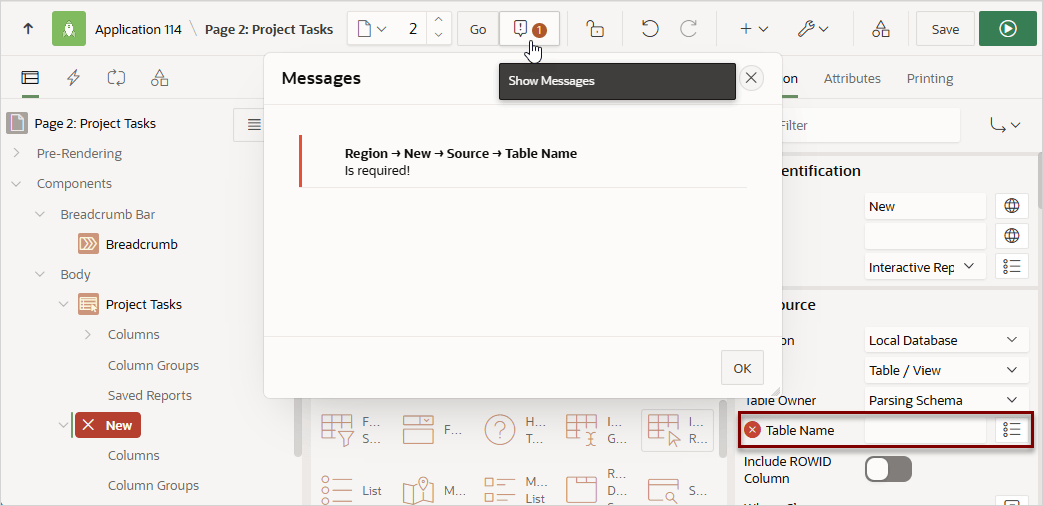 Application 114 \ Page 2: Project Tasks 2 Go 1 Save
Messages
Show Messages
Attributes Printing
Page 2: Project Tasks
Filter
Pre-Rendering
Region → New → Source → Table Name
Is required!
Components
Breadcrumb Bar
New
Breadcrumb
Body
Interactive Rep
Project Tasks
Columns
Local Database
Column Groups
Table / View
OK
Saved Reports
Table Owner
Parsing Schema
New
F...
S...
F...
H...
T...
I...
G...
I...
R...
Table Name
Columns
Include ROWID
Column
Column Groups
List
M...
M...
List
R...
D...
S...